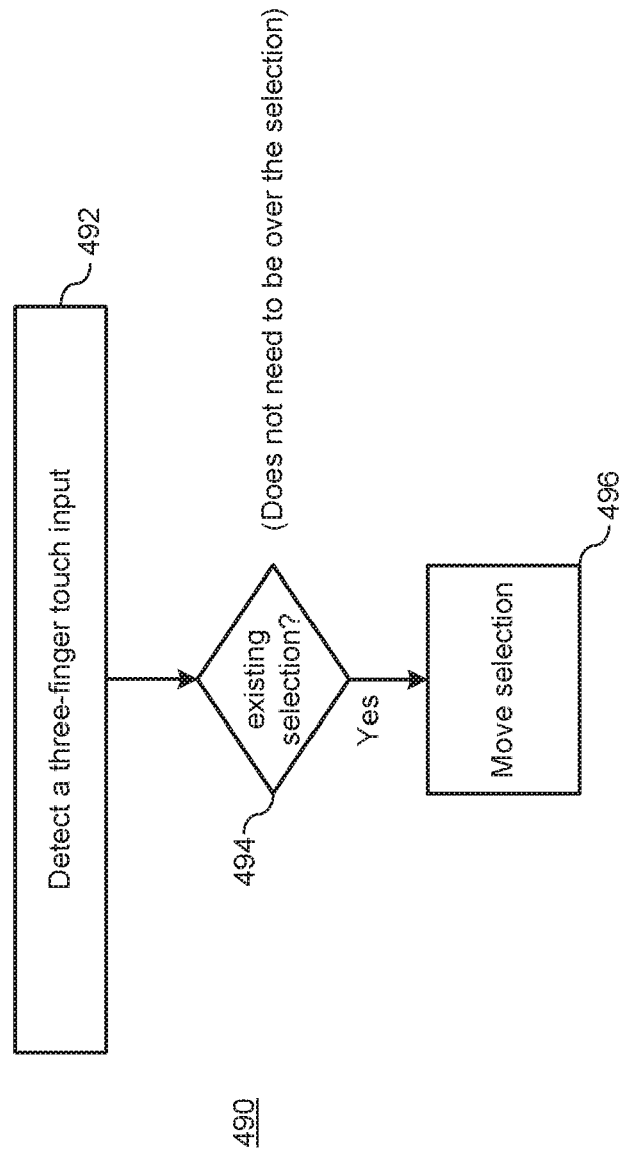 490
Detect a three-finger touch input
492
494
existing
selection?
(Does not need to be over the selection)
Yes
Move selection
496